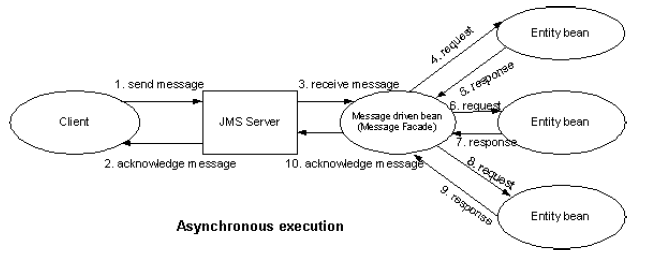 4. request
Entity bean
5. response
1. send message
3. receive message
6. request
Client
JMS Server
Message driven bean
(Message Facade)
Entity bean
7. response
2. acknowledge message
10. acknowledge message
8. request
9. response
Entity bean
Asynchronous execution